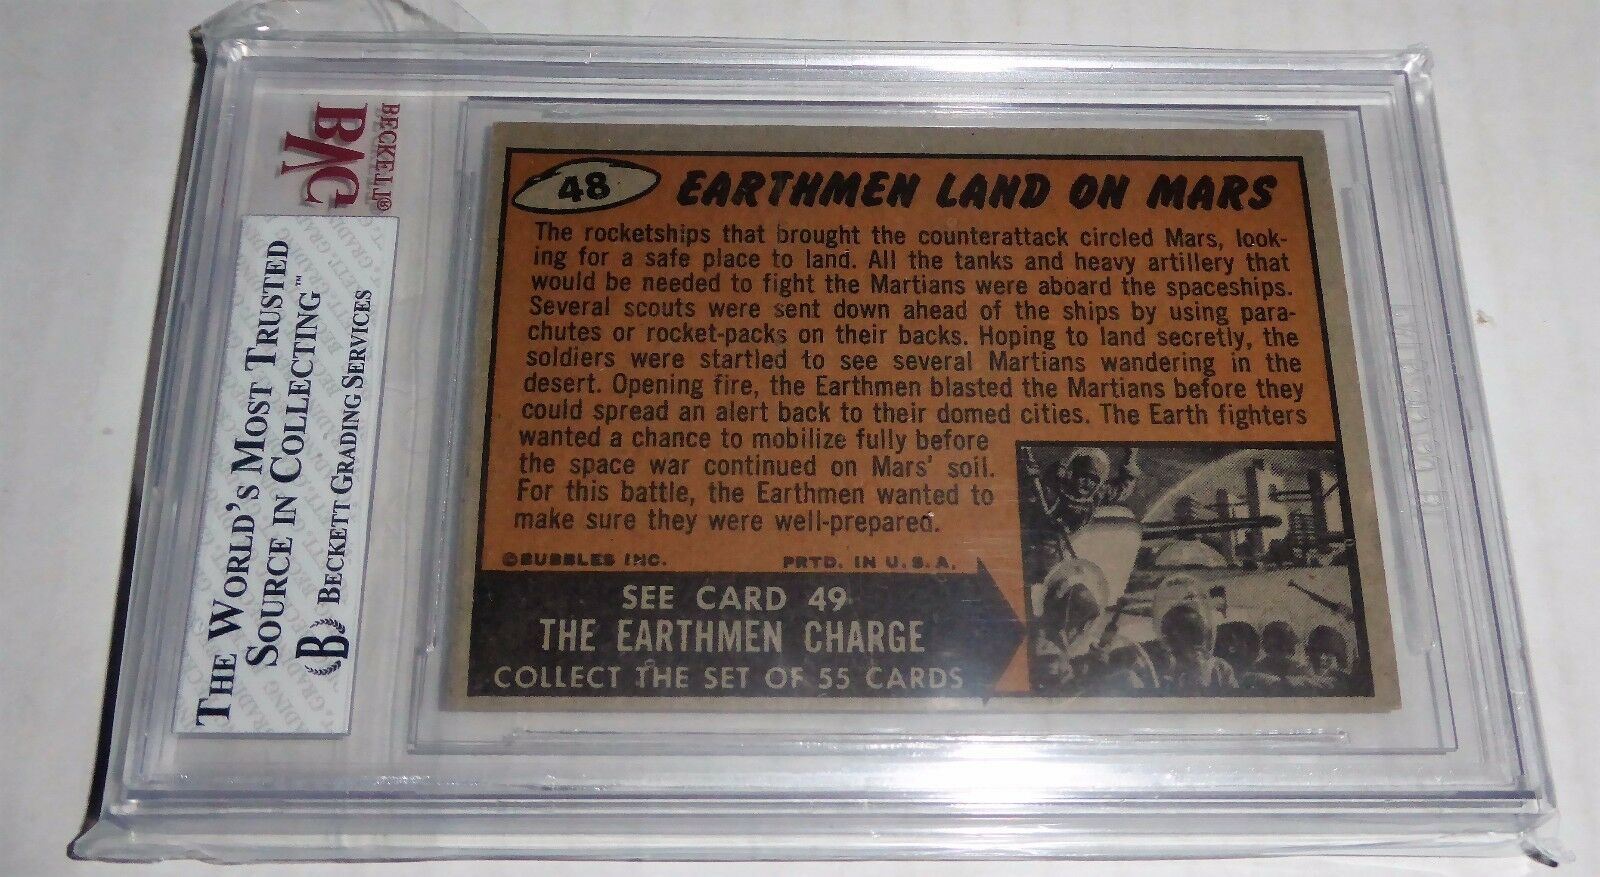 BECKETT®
BVG
THE WORLD'S MOST TRUSTED
SOURCE IN COLLECTING™
B BECKETT GRADING SERVICES
48
EARTHMEN LAND ON MARS
The rocketships that brought the counterattack circled Mars, look-
ing for a safe place to land. All the tanks and heavy artillery that
would be needed to fight the Martians were aboard the spaceships.
Several scouts were sent down ahead of the ships by using para-
chutes or rocket-packs on their backs. Hoping to land secretly, the
soldiers were startled to see several Martians wandering in the
desert. Opening fire, the Earthmen blasted the Martians before they
could spread an alert back to their domed cities. The Earth fighters
wanted a chance to mobilize fully before
the space war continued on Mars' soil.
For this battle, the Earthmen wanted to
make sure they were well-prepared.
©BUBBLES INC. PRTD. IN U.S.A.
SEE CARD 49
THE EARTHMEN CHARGE
COLLECT THE SET OF 55 CARDS